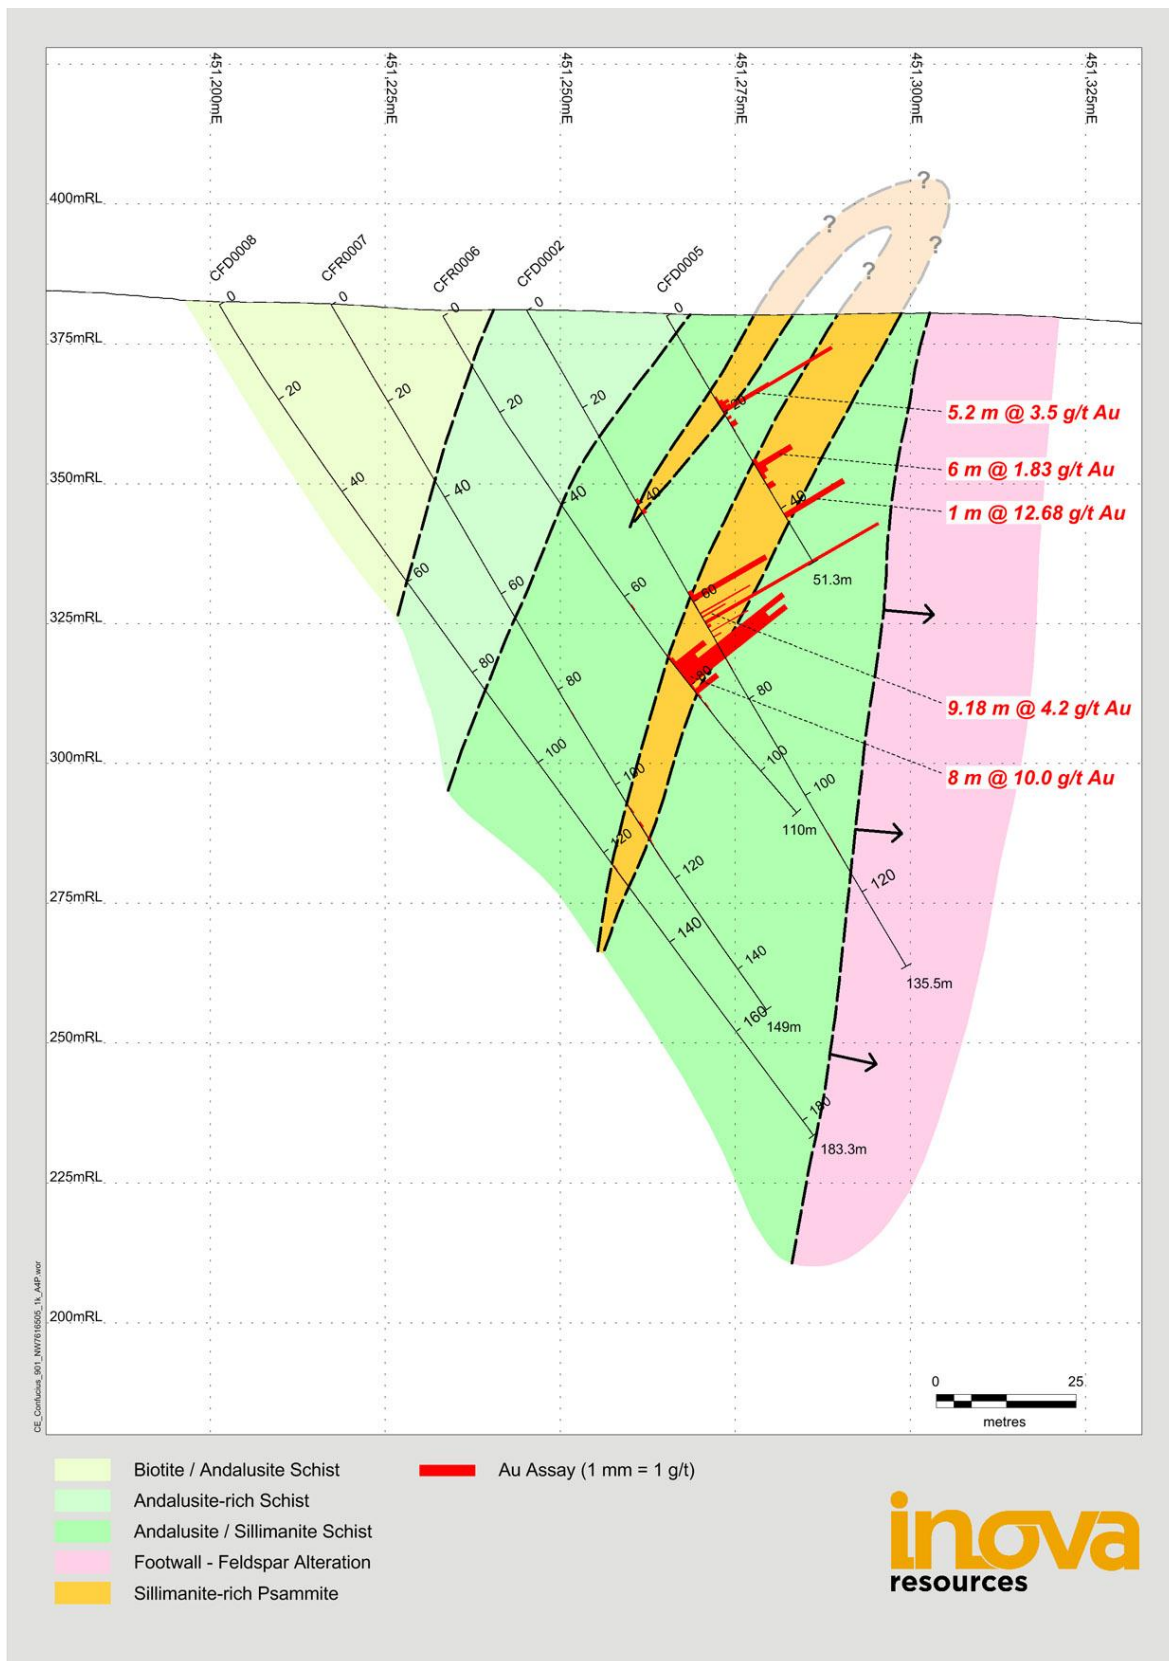 451,200mE
451,225mE
451,250mE
451,275mE
451,300mE
451,325mE
400mRL
375mRL
350mRL
325mRL
300mRL
275mRL
250mRL
225mRL
200mRL
CFD0008
CFR0007
CFR0006
CFD0002
CFD0005
?
?
?
?
0
20
40
60
80
100
120
140
160
180
183.3m
0
20
40
60
80
100
120
140
149m
0
20
40
60
80
100
110m
0
20
40
60
80
100
120
135.5m
0
20
40
51.3m
5.2 m @ 3.5 g/t Au
6 m @ 1.83 g/t Au
1 m @ 12.68 g/t Au
9.18 m @ 4.2 g/t Au
8 m @ 10.0 g/t Au
0 25
metres
CE_Confucius_901_NW7616505_1k_A4P.wor
Biotite / Andalusite Schist
Andalusite-rich Schist
Andalusite / Sillimanite Schist
Footwall - Feldspar Alteration
Sillimanite-rich Psammite
Au Assay (1 mm = 1 g/t)
inova
resources